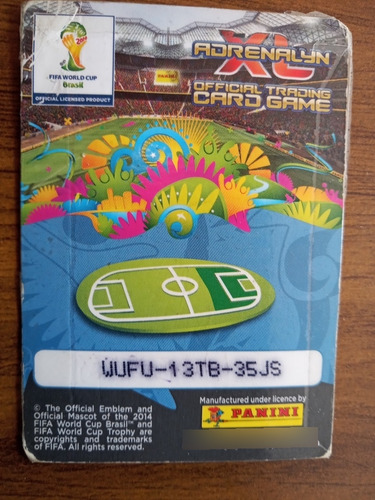 FIFA WORLD CUP
Brasil
OFFICIAL LICENSED PRODUCT
ADRENALYN
XL
OFFICIAL TRADING
CARD GAME
WUFU-13TB-35JS
© The Official Emblem and
Official Mascot of the 2014
FIFA World Cup Brasil™ and
FIFA World Cup Trophy are
copyrights and trademarks
of FIFA. All rights reserved.
Manufactured under licence by
PANINI